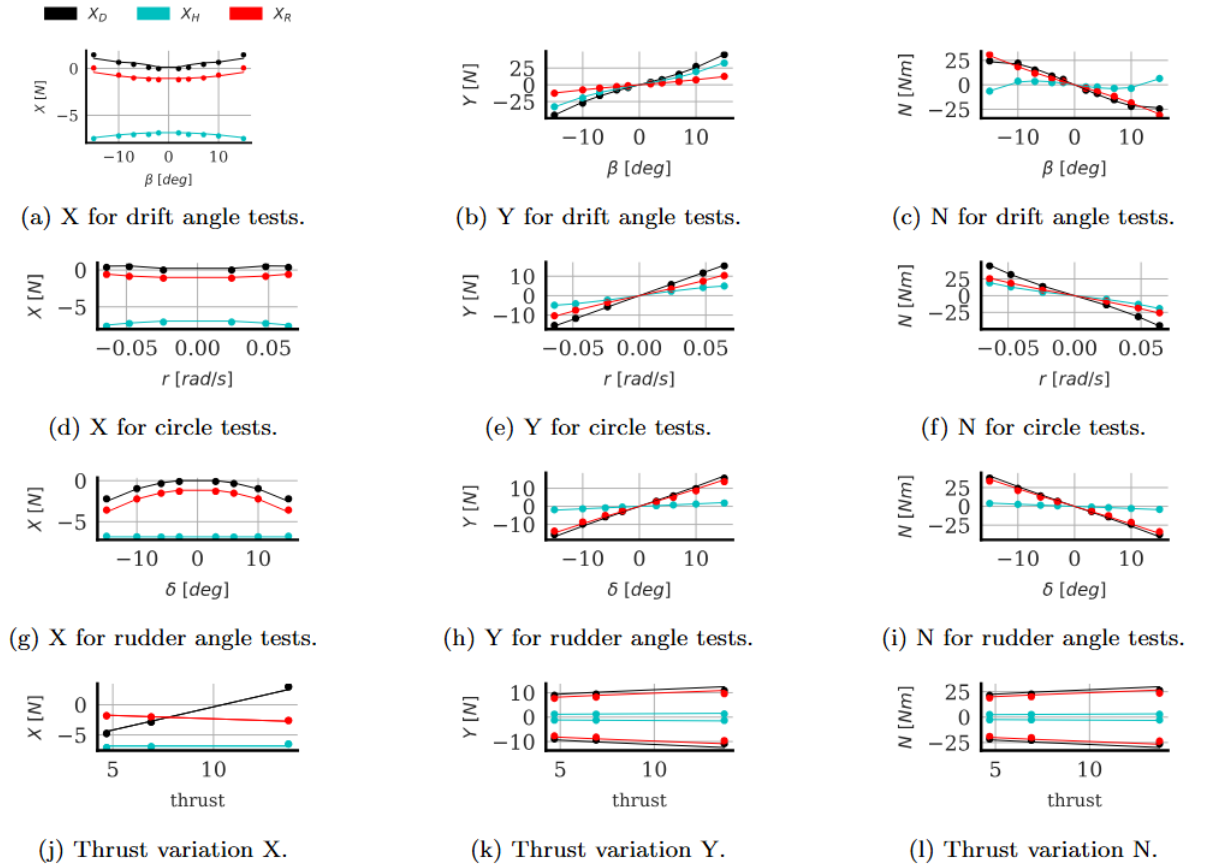 X_D X_H X_R
0
−5
X [N]
−10 0 10
β [deg]
25
0
−25
Y [N]
−10 0 10
β [deg]
25
0
−25
N [Nm]
−10 0 10
β [deg]
(a) X for drift angle tests.
(b) Y for drift angle tests.
(c) N for drift angle tests.
0
−5
X [N]
−0.05 0.00 0.05
r [rad/s]
10
0
−10
Y [N]
−0.05 0.00 0.05
r [rad/s]
25
0
−25
N [Nm]
−0.05 0.00 0.05
r [rad/s]
(d) X for circle tests.
(e) Y for circle tests.
(f) N for circle tests.
0
−5
X [N]
−10 0 10
δ [deg]
10
0
−10
Y [N]
−10 0 10
δ [deg]
25
0
−25
N [Nm]
−10 0 10
δ [deg]
(g) X for rudder angle tests.
(h) Y for rudder angle tests.
(i) N for rudder angle tests.
0
−5
X [N]
5 10
thrust
10
0
−10
Y [N]
5 10
thrust
25
0
−25
N [Nm]
5 10
thrust
(j) Thrust variation X.
(k) Thrust variation Y.
(l) Thrust variation N.